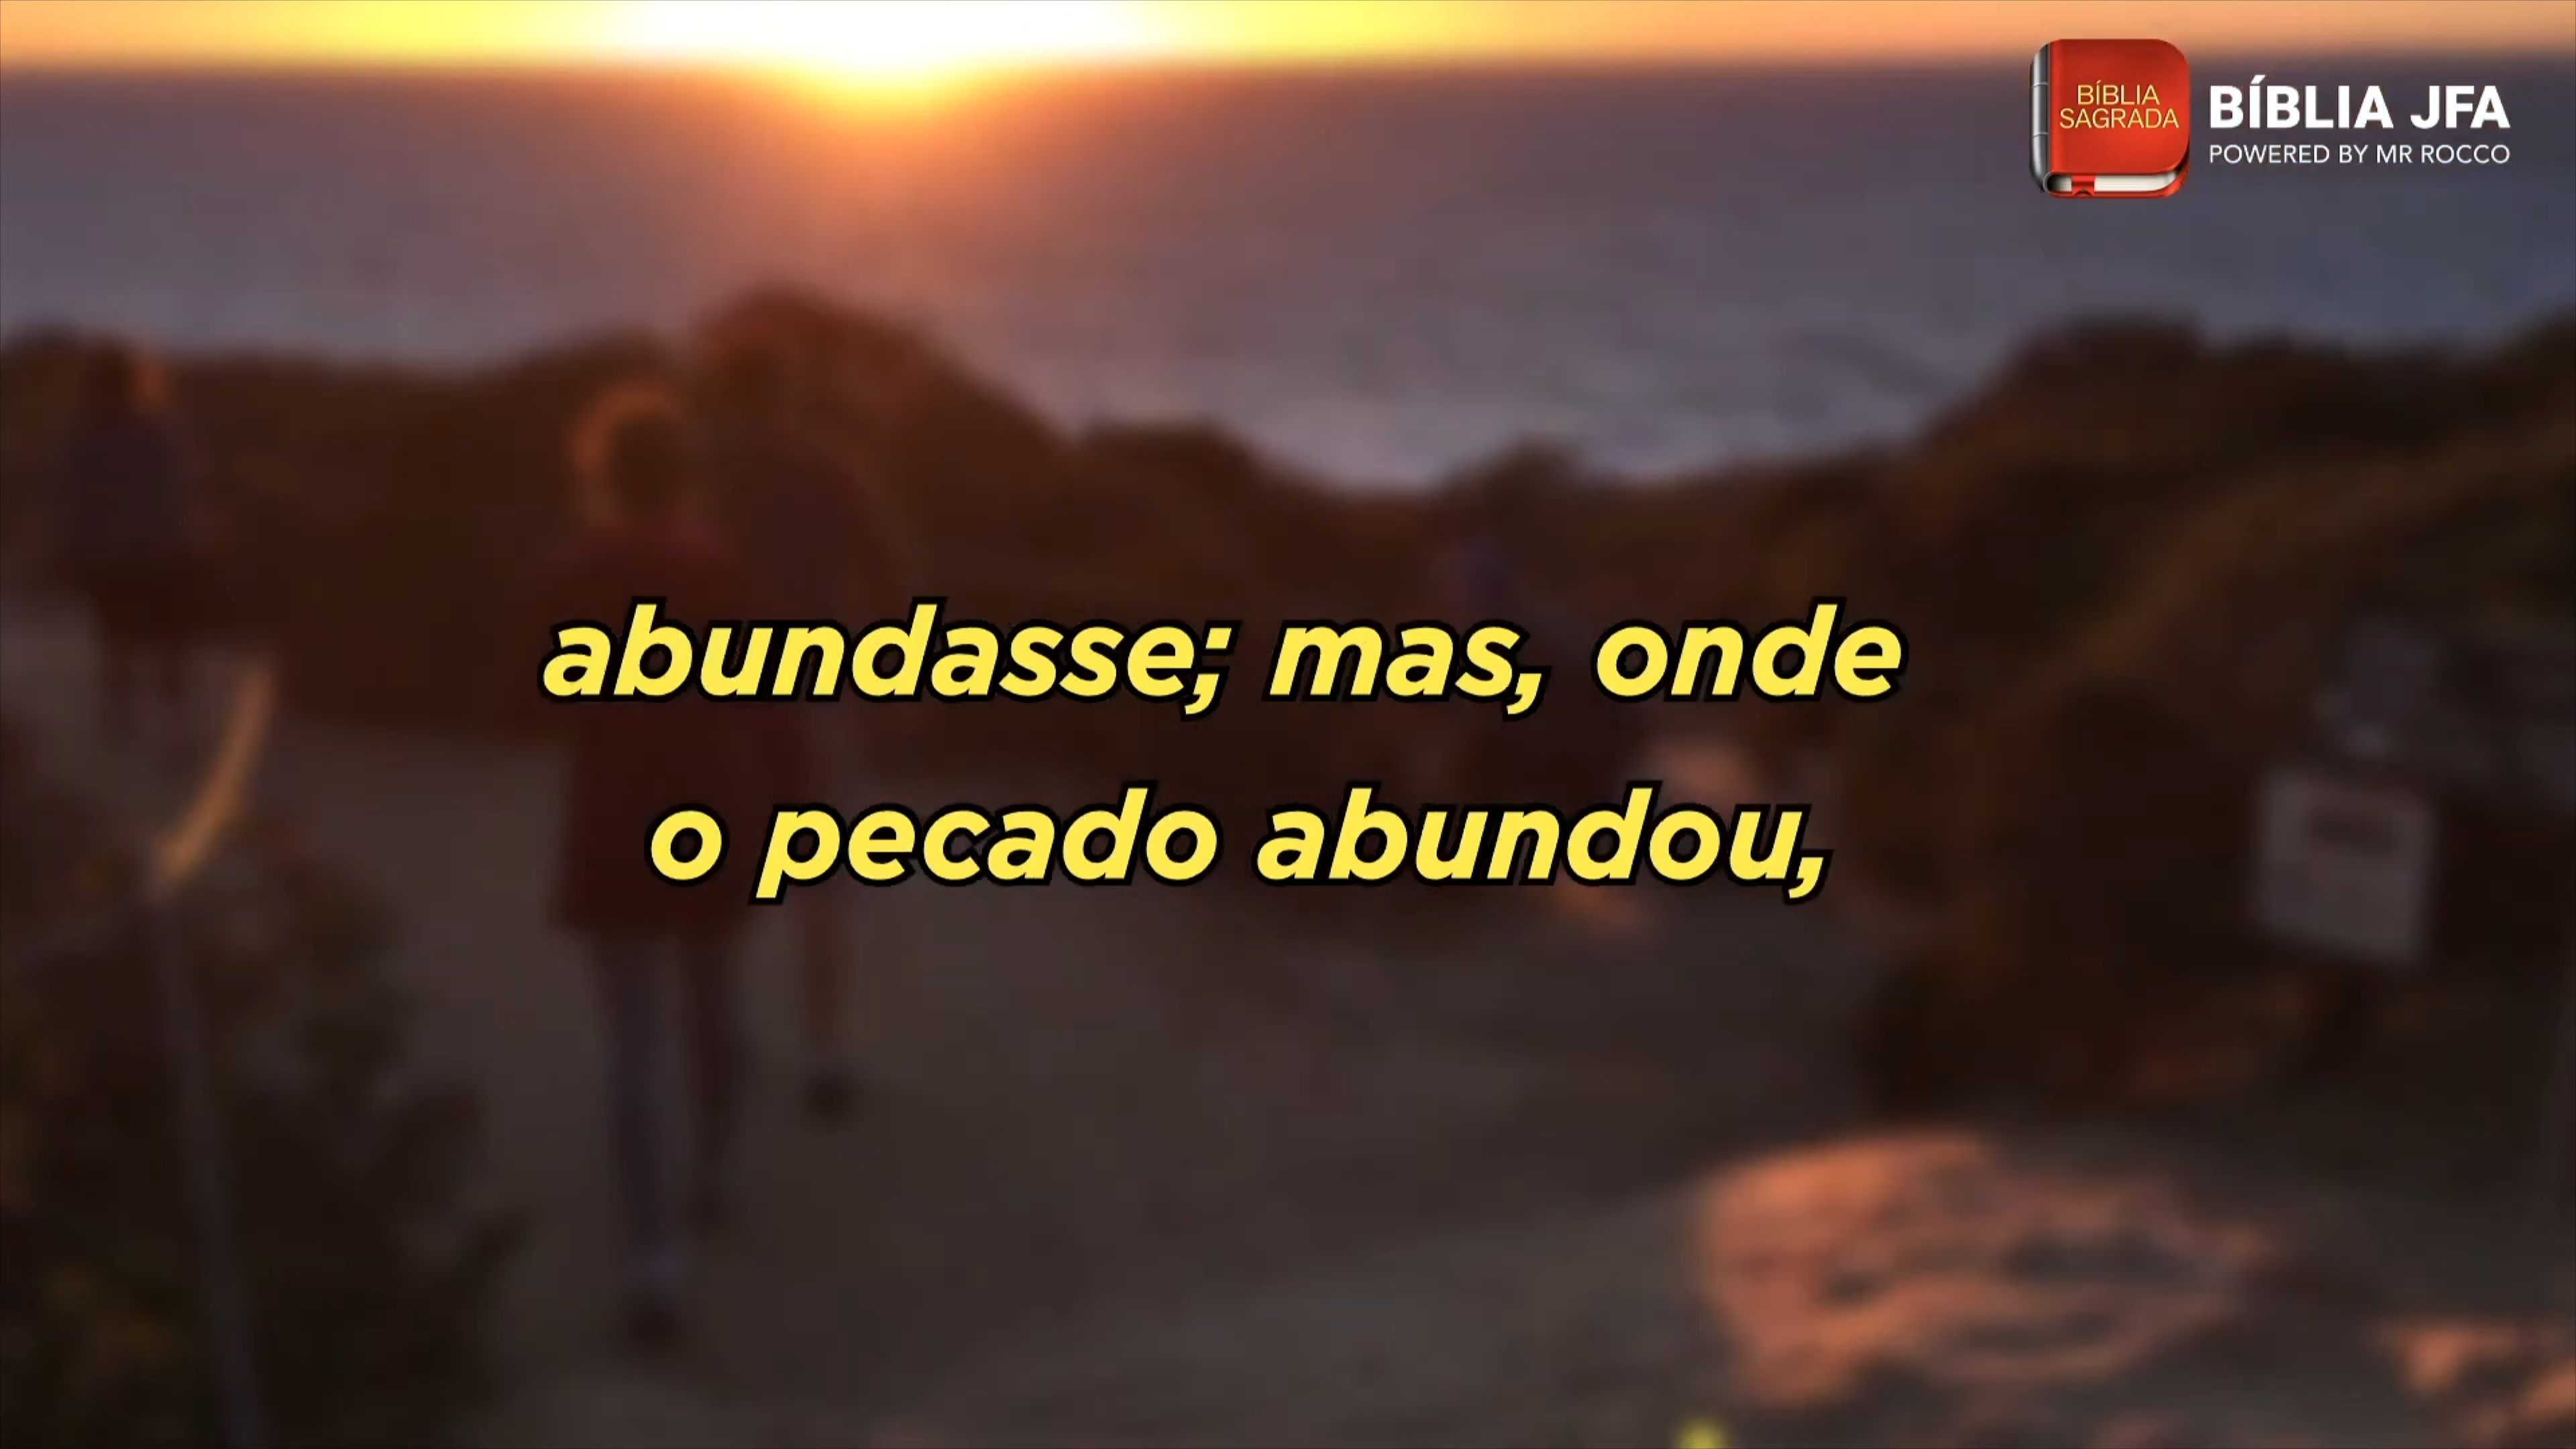 BÍBLIA
SAGRADA
BÍBLIA JFA
POWERED BY MR ROCCO
abundasse; mas, onde
o pecado abundou,